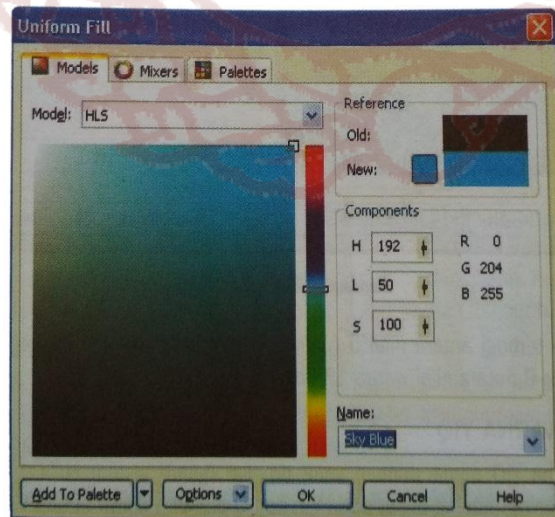 Uniform Fill
Models Mixers Palettes
Model: HLS
Reference
Old:
New:
Components
H 192 R 0
L 50 G 204
S 100 B 255
Name:
Sky Blue
Add To Palette Options OK Cancel Help